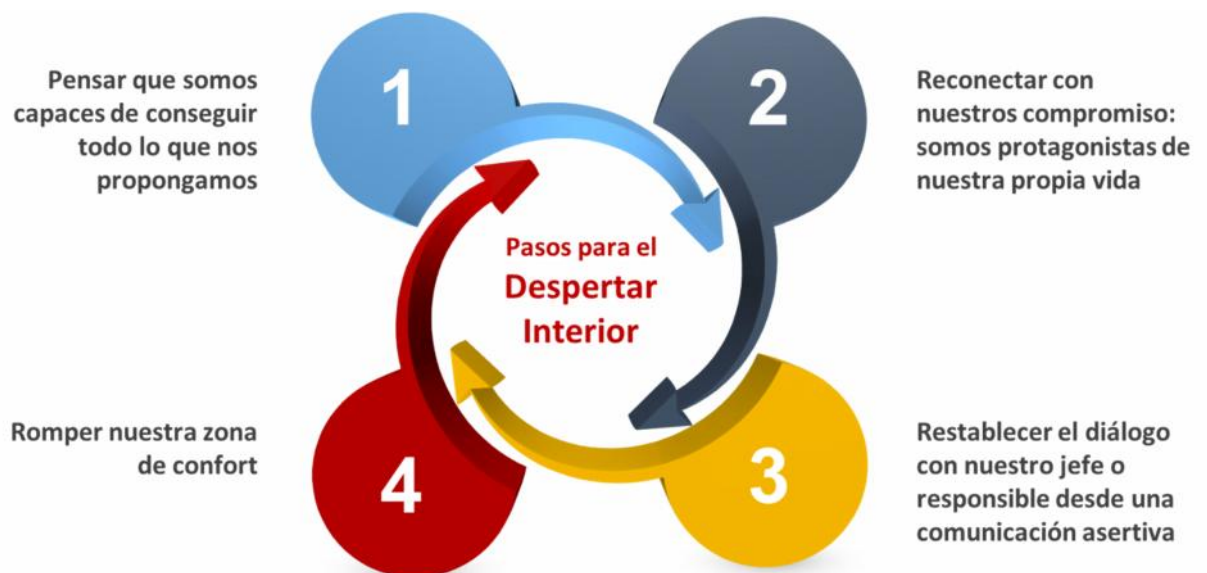 1
Pensar que somos
capaces de conseguir
todo lo que nos
propongamos
2
Reconectar con
nuestros compromiso:
somos protagonistas de
nuestra propia vida
Pasos para el
Despertar
Interior
3
Restablecer el diálogo
con nuestro jefe o
responsible desde una
comunicación asertiva
4
Romper nuestra zona
de confort